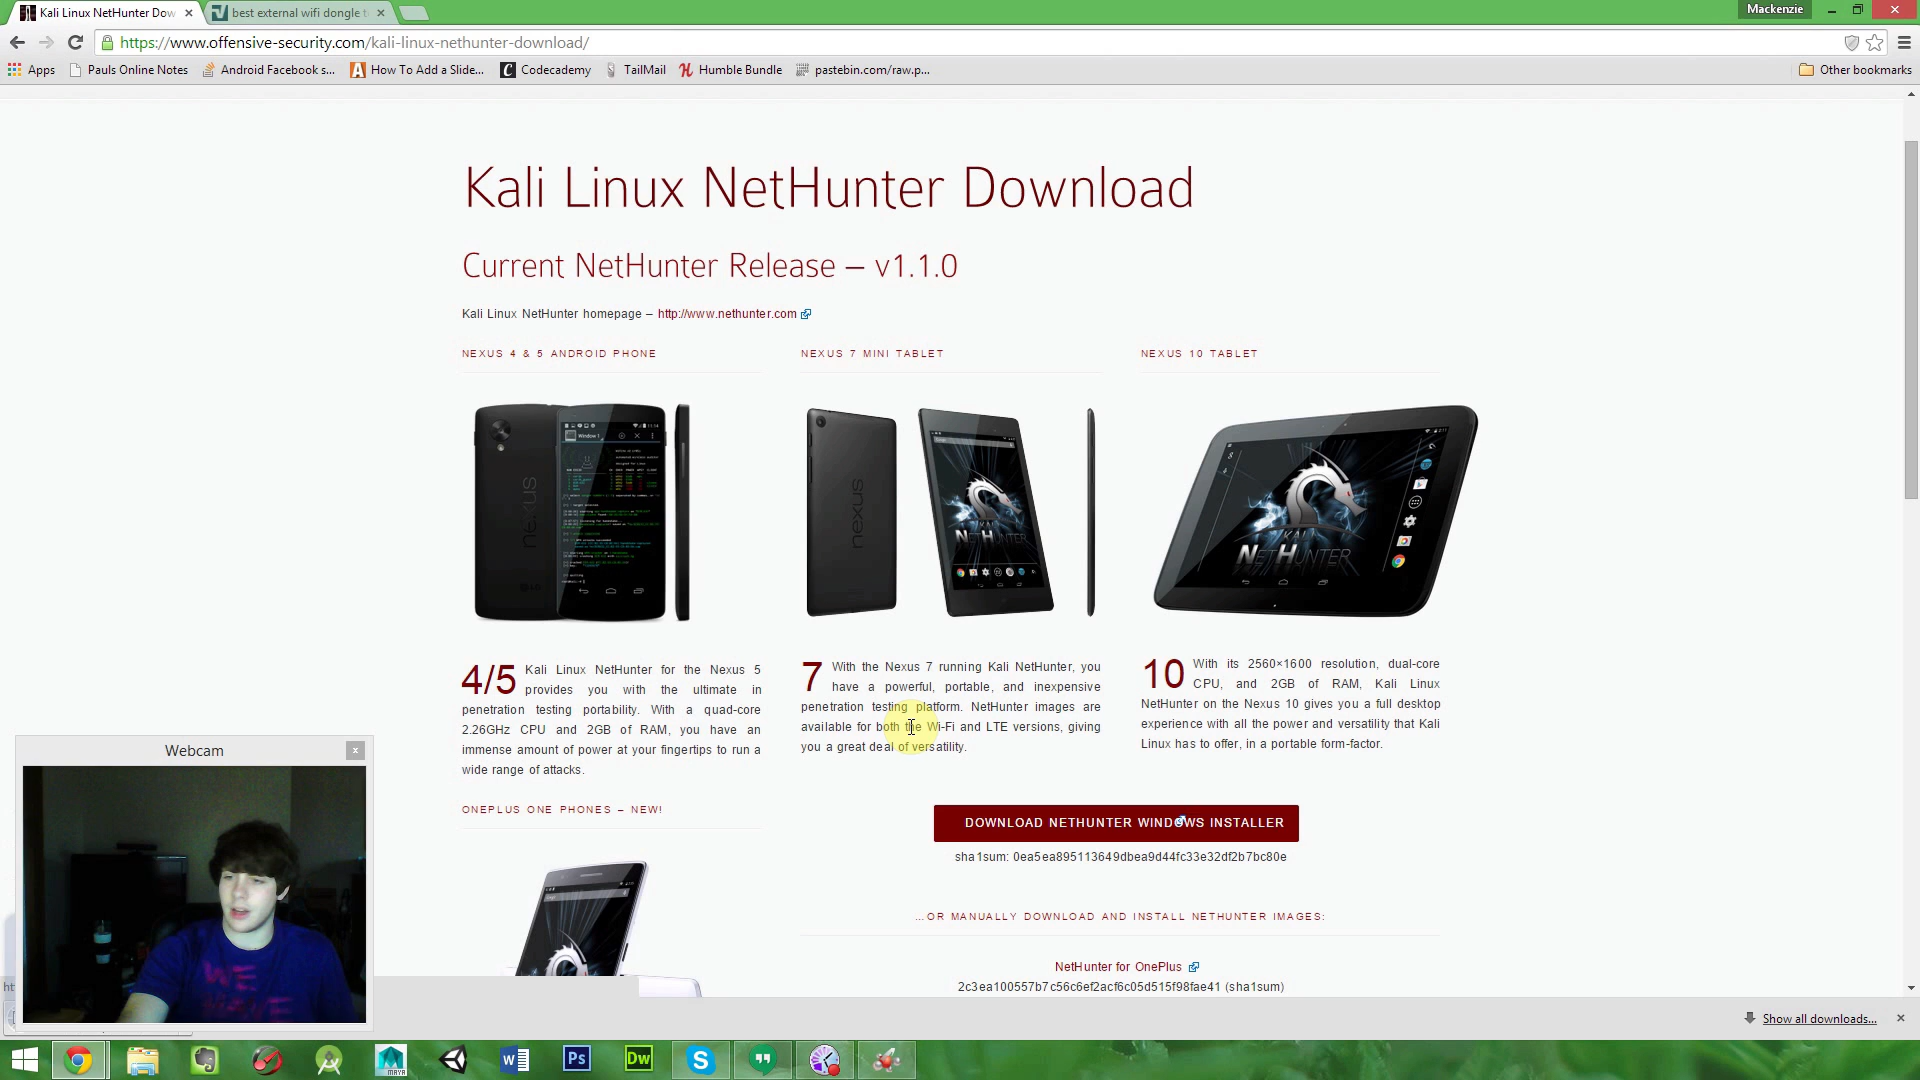 Kali Linux NetHunter Dow
best external wifi dongle t
Mackenzie
https://www.offensive-security.com/kali-linux-nethunter-download/
Apps
Pauls Online Notes
Android Facebook s...
How To Add a Slide...
Codecademy
TailMail
Humble Bundle
pastebin.com/raw.p...
Other bookmarks
Kali Linux NetHunter Download
Current NetHunter Release – v1.1.0
Kali Linux NetHunter homepage – http://www.nethunter.com
NEXUS 4 & 5 ANDROID PHONE
4/5 Kali Linux NetHunter for the Nexus 5
provides you with the ultimate in
penetration testing portability. With a quad-core
2.26GHz CPU and 2GB of RAM, you have an
immense amount of power at your fingertips to run a
wide range of attacks.
NEXUS 7 MINI TABLET
nexus
KALI
NETHUNTER
7 With the Nexus 7 running Kali NetHunter, you
have a powerful, portable, and inexpensive
penetration testing platform. NetHunter images are
available for both the Wi-Fi and LTE versions, giving
you a great deal of versatility.
NEXUS 10 TABLET
KALI
NETHUNTER
10 With its 2560×1600 resolution, dual-core
CPU, and 2GB of RAM, Kali Linux
NetHunter on the Nexus 10 gives you a full desktop
experience with all the power and versatility that Kali
Linux has to offer, in a portable form-factor.
ONEPLUS ONE PHONES – NEW!
DOWNLOAD NETHUNTER WINDOWS INSTALLER
sha1sum: 0ea5ea895113649dbea9d44fc33e32df2b7bc80e
...OR MANUALLY DOWNLOAD AND INSTALL NETHUNTER IMAGES:
NetHunter for OnePlus
2c3ea100557b7c56c6ef2acf6c05d515f98fae41 (sha1sum)
Webcam
WE
Show all downloads...
MAYA
Ps
Dw